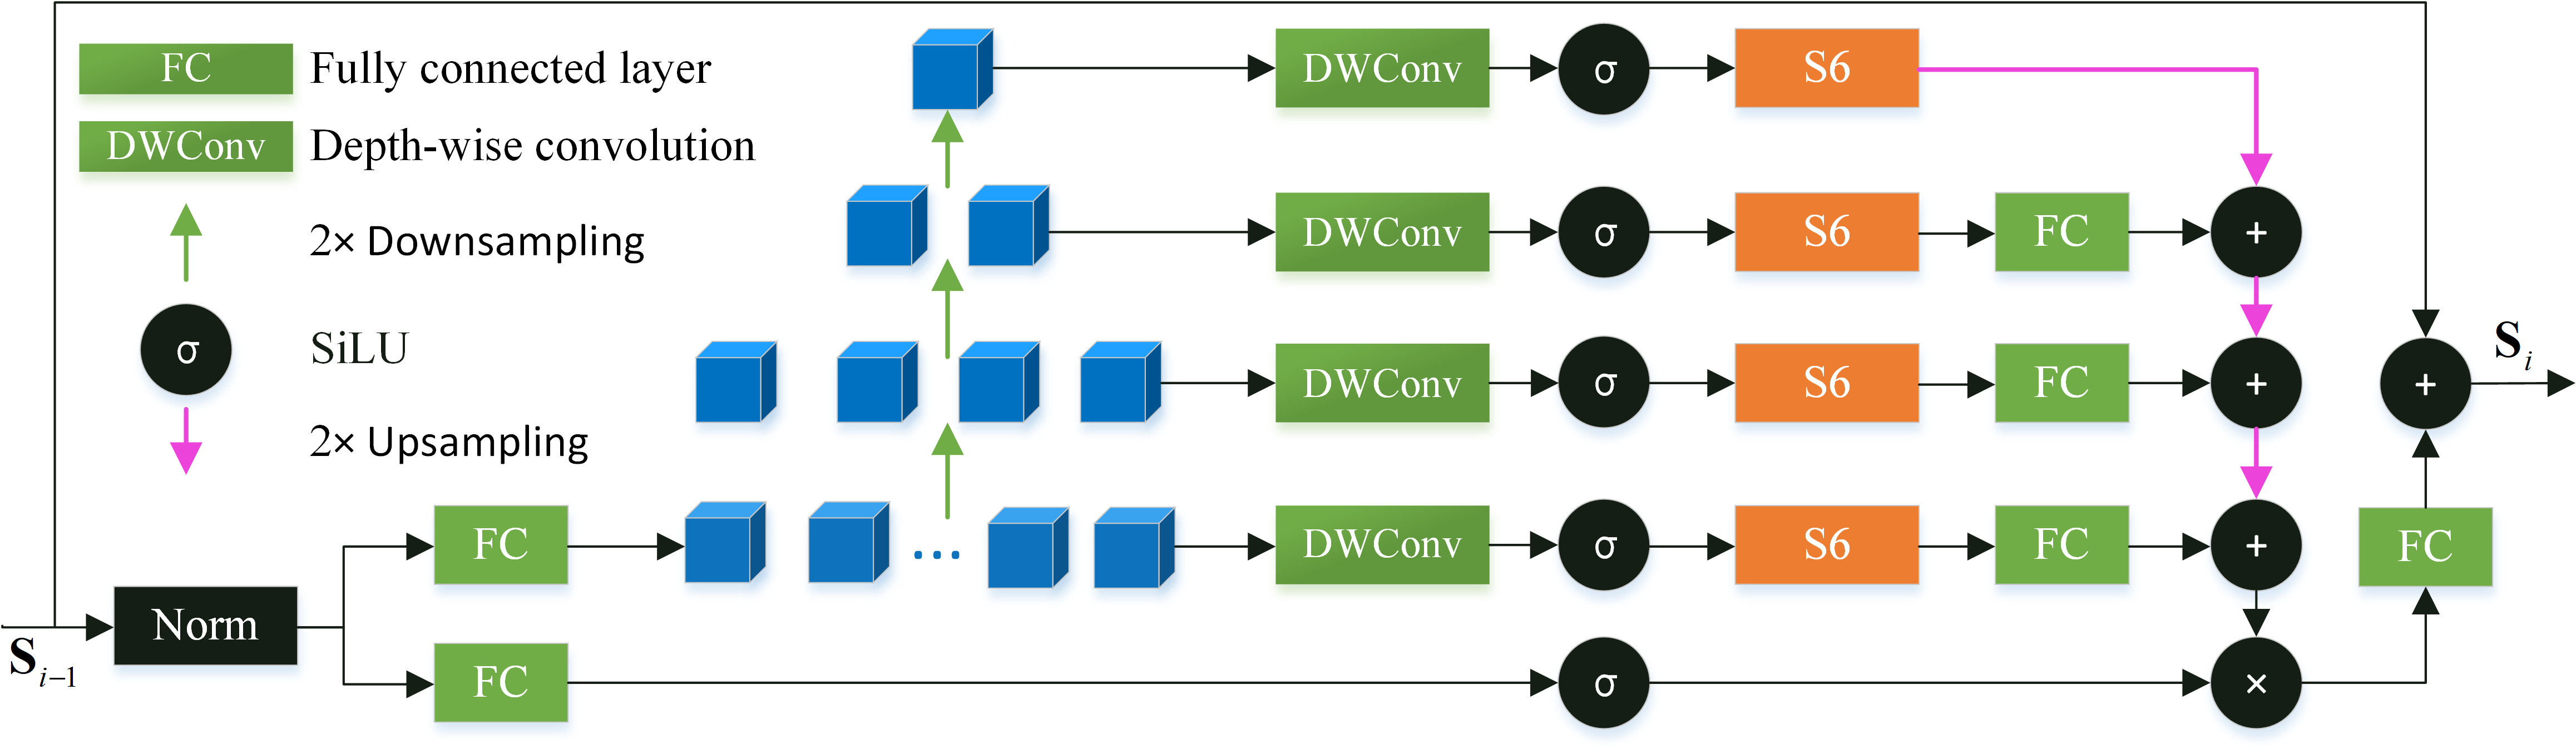 FC Fully connected layer
DWConv Depth-wise convolution
2× Downsampling
σ SiLU
2× Upsampling
DWConv σ S6
DWConv σ S6 FC +
DWConv σ S6 FC + + S_i
FC ... DWConv σ S6 FC + FC
S_{i−1} Norm
FC σ ×